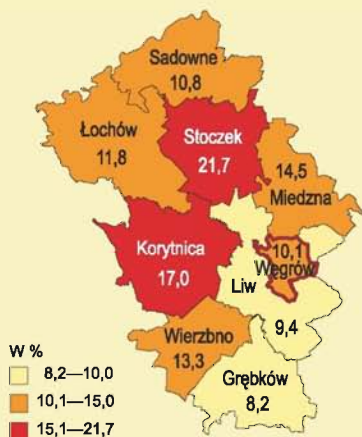 Sadowne
10,8
Łochów
11,8
Stoczek
21,7
14,5
Miedzna
Korytnica
17,0
10,1
Węgrów
Liw
9,4
Wierzbno
13,3
Grębków
8,2
W %
8,2—10,0
10,1—15,0
15,1—21,7